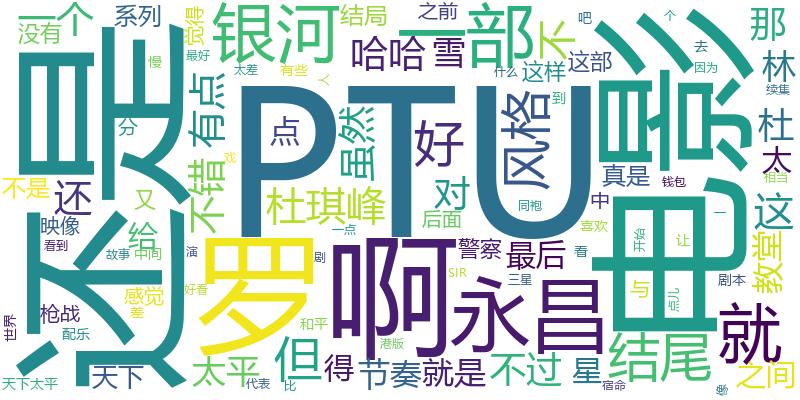 一个
系列
没有
觉得
结局
银河
之前
一部
吧
个
去
那
慢
最好
有点
太差
有些
人
哈哈
雪
什么
这样
不
到
这部
因为
林
续集
还是
分
不是
还
又
映像
给
看到
故事
中间
演
不错
戏
PTU
点
虽然
好
风格
杜琪峰
对
后面
同袍
中
真是
喜欢
电影
杜
太
钱包
相当
这
一
开始
让
教堂
一点
剧
罗
啊
永昌
警察
最后
SIR
三星
看
剧本
与
点儿
就
枪战
世界
配乐
感觉
差
好看
和平
港版
天下太平
天下
太平
代表
但
比
得
节奏
就是
不过
星
宿命
结尾
之间